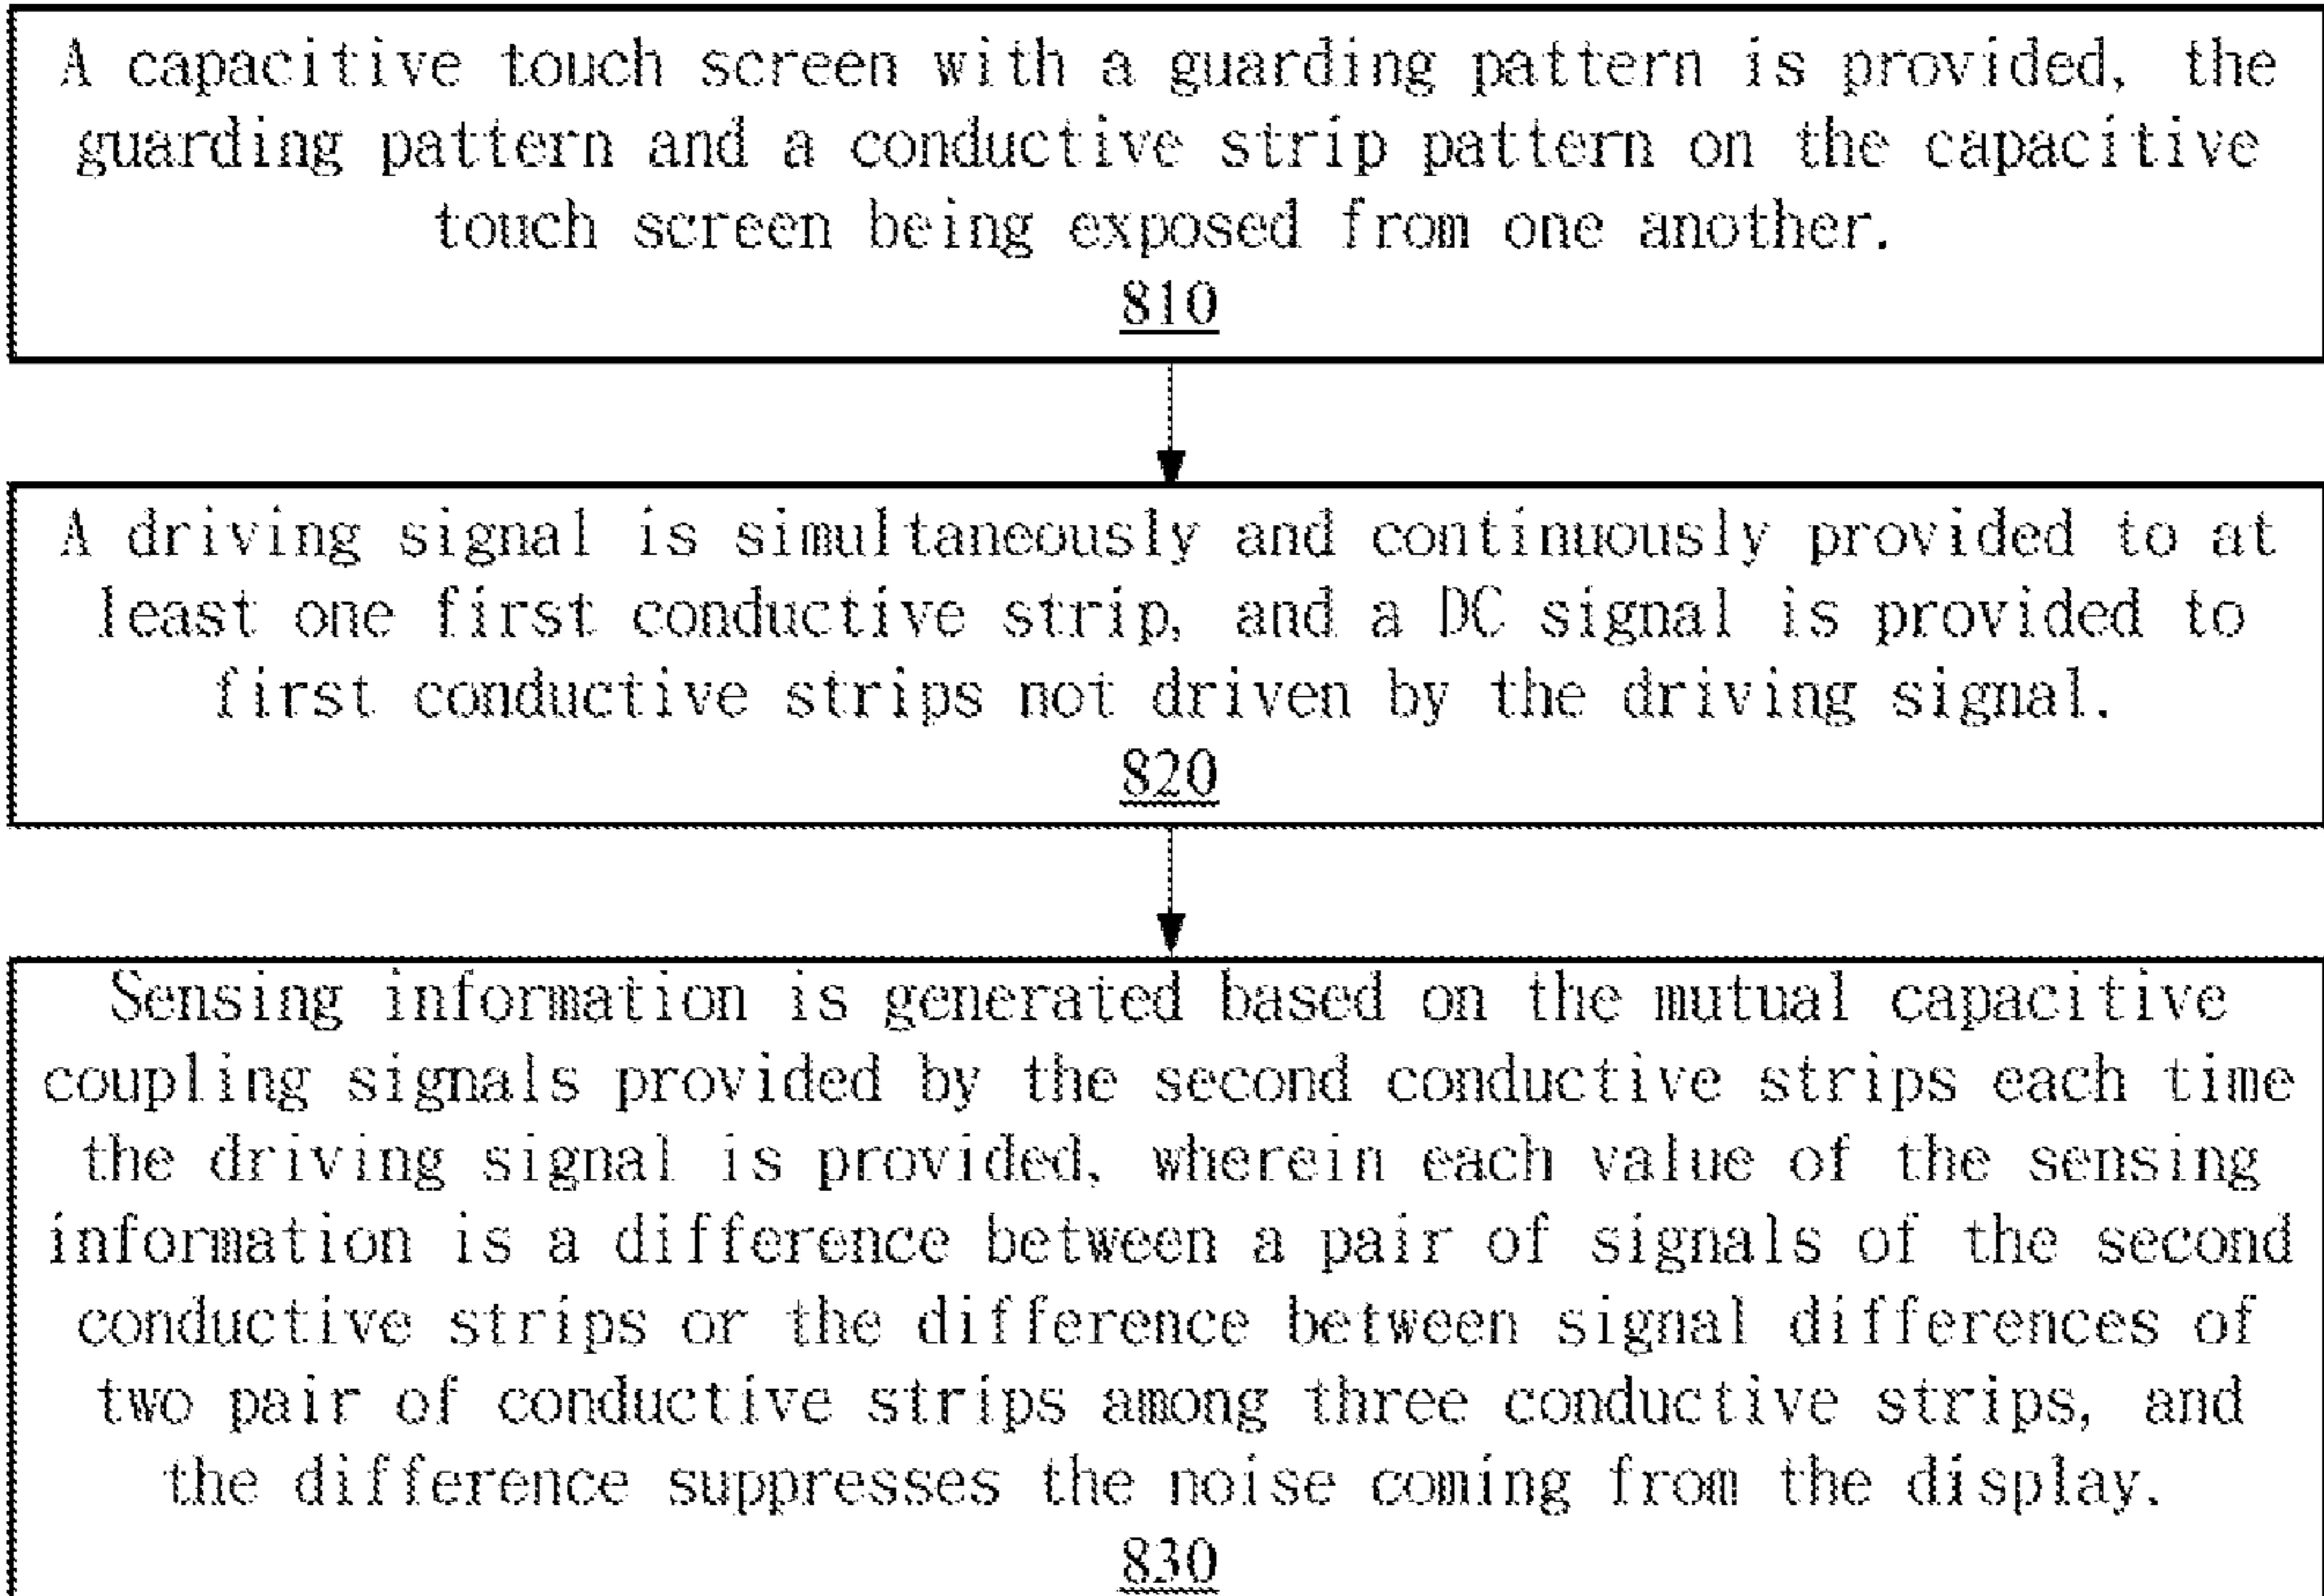 A capacitive touch screen with a guarding pattern is provided, the
guarding pattern and a conductive strip pattern on the capacitive
touch screen being exposed from one another.
810
A driving signal is simultaneously and continuously provided to at
least one first conductive strip, and a DC signal is provided to
first conductive strips not driven by the driving signal.
820
Sensing information is generated based on the mutual capacitive
coupling signals provided by the second conductive strips each time
the driving signal is provided, wherein each value of the sensing
information is a difference between a pair of signals of the second
conductive strips or the difference between signal differences of
two pair of conductive strips among three conductive strips, and
the difference suppresses the noise coming from the display.
830